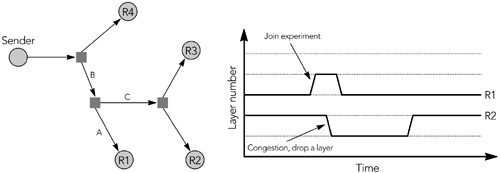 Sender
R4
R3
B
C
A
R1
R2
Join experiment
Layer number
R1
R2
Congestion, drop a layer
Time